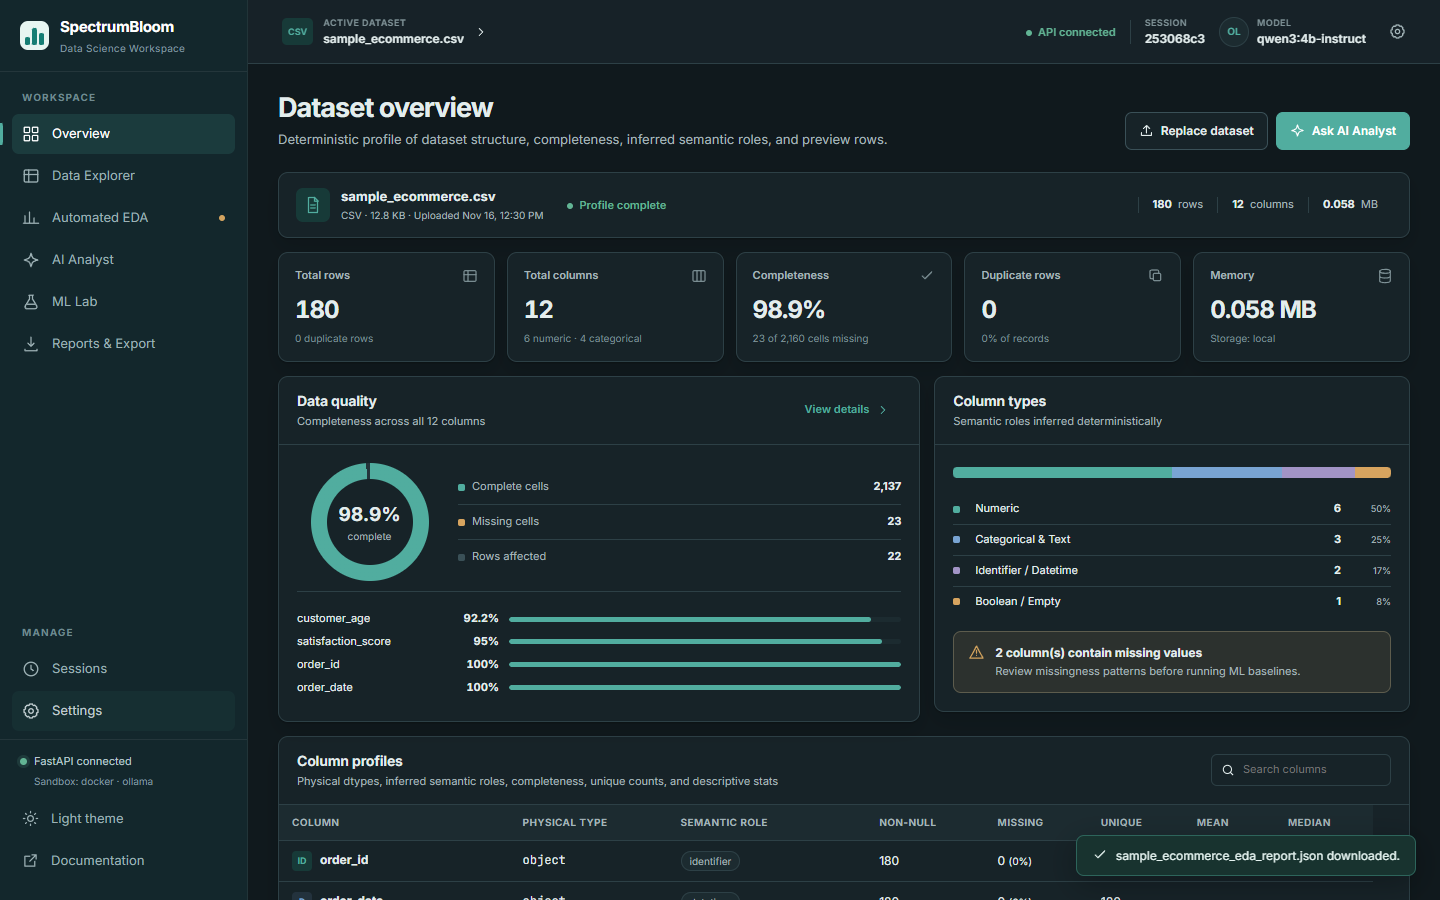 SpectrumBloom
Data Science Workspace
WORKSPACE
Overview
Data Explorer
Automated EDA
AI Analyst
ML Lab
Reports & Export
MANAGE
Sessions
Settings
FastAPI connected
Sandbox: docker · ollama
Light theme
Documentation
CSV
ACTIVE DATASET
sample_ecommerce.csv
API connected
SESSION
253068c3
OL
MODEL
qwen3:4b-instruct
Dataset overview
Deterministic profile of dataset structure, completeness, inferred semantic roles, and preview rows.
Replace dataset
Ask AI Analyst
sample_ecommerce.csv
CSV · 12.8 KB · Uploaded Nov 16, 12:30 PM
Profile complete
180 rows
12 columns
0.058 MB
Total rows
180
0 duplicate rows
Total columns
12
6 numeric · 4 categorical
Completeness
98.9%
23 of 2,160 cells missing
Duplicate rows
0
0% of records
Memory
0.058 MB
Storage: local
Data quality
Completeness across all 12 columns
View details
98.9%
complete
Complete cells 2,137
Missing cells 23
Rows affected 22
customer_age 92.2%
satisfaction_score 95%
order_id 100%
order_date 100%
Column types
Semantic roles inferred deterministically
Numeric 6 50%
Categorical & Text 3 25%
Identifier / Datetime 2 17%
Boolean / Empty 1 8%
2 column(s) contain missing values
Review missingness patterns before running ML baselines.
Column profiles
Physical dtypes, inferred semantic roles, completeness, unique counts, and descriptive stats
Search columns
COLUMN PHYSICAL TYPE SEMANTIC ROLE NON-NULL MISSING UNIQUE MEAN MEDIAN
ID order_id object identifier 180 0 (0%)
sample_ecommerce_eda_report.json downloaded.